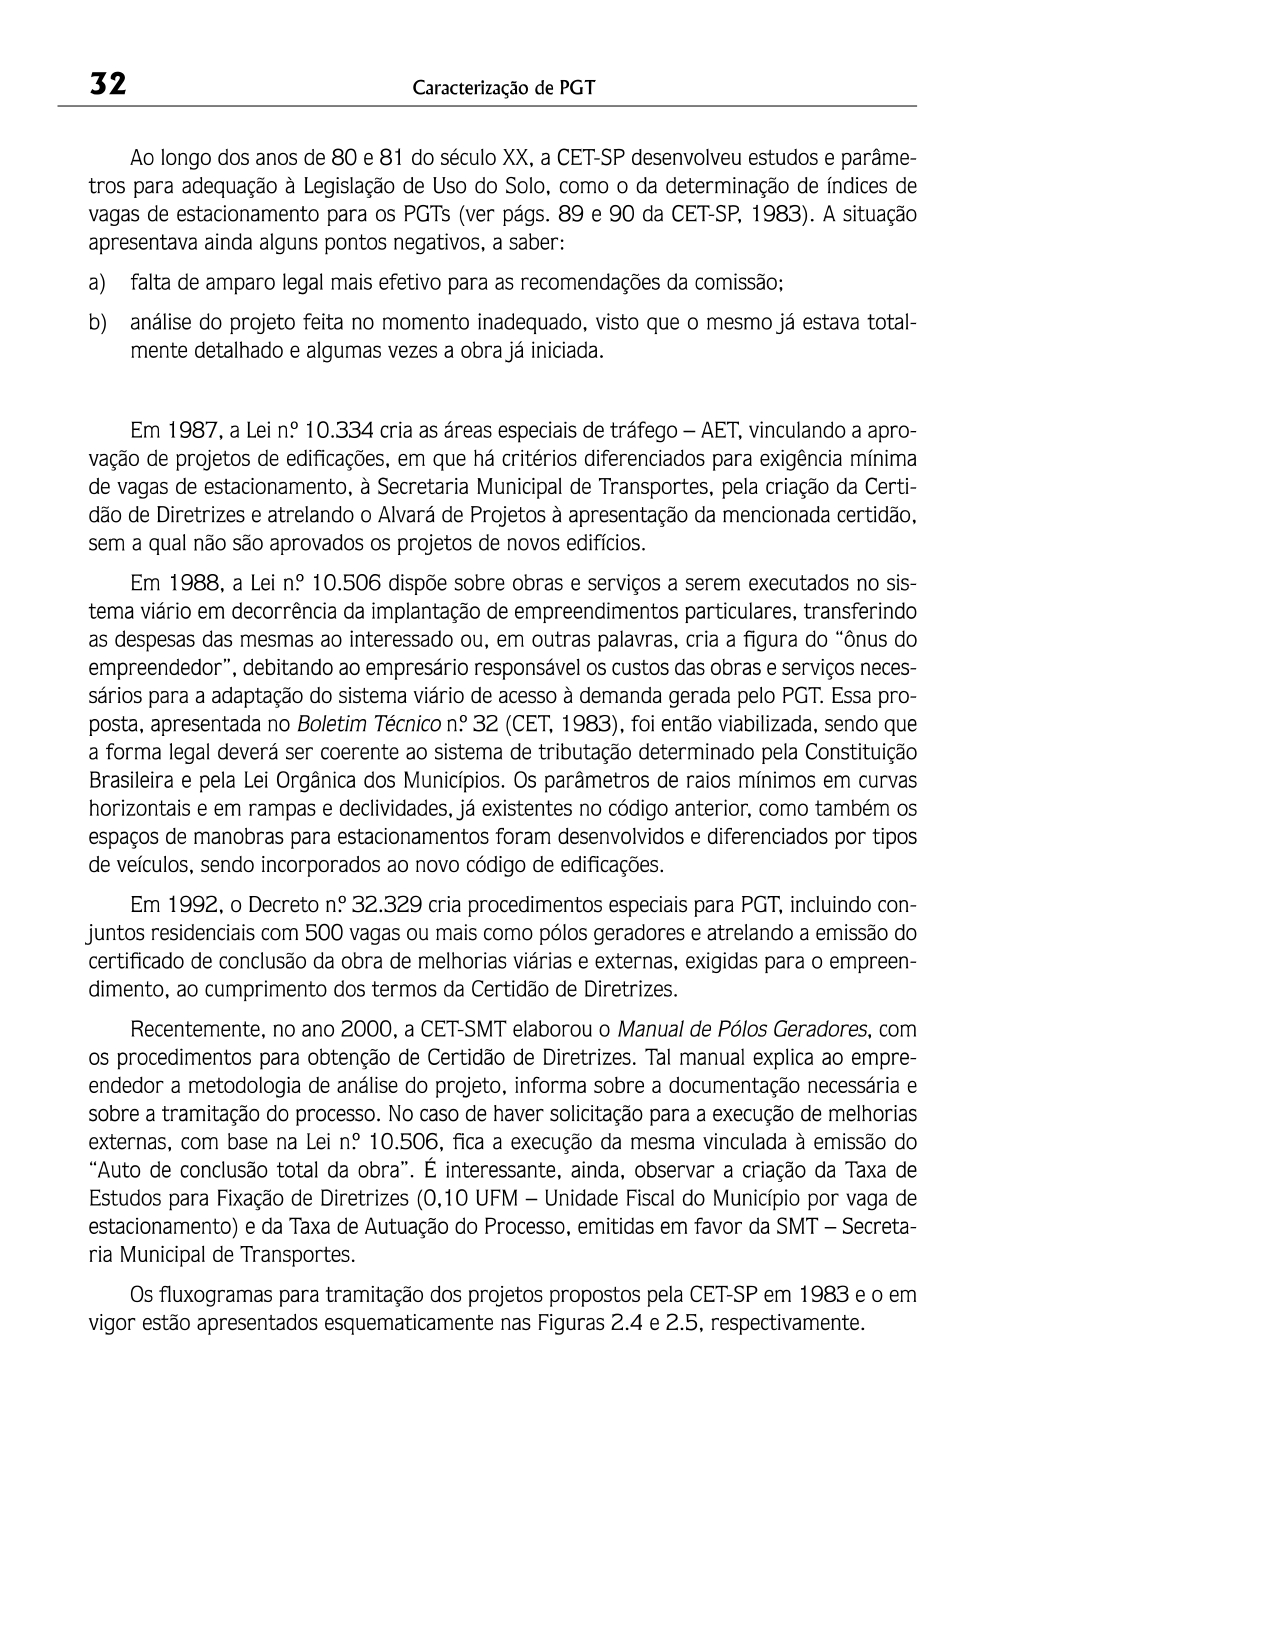 32
Caracterização de PGT
Ao longo dos anos de 80 e 81 do século XX, a CET-SP desenvolveu estudos e parâme-
tros para adequação à Legislação de Uso do Solo, como o da determinação de índices de
vagas de estacionamento para os PGTs (ver págs. 89 e 90 da CET-SP, 1983). A situação
apresentava ainda alguns pontos negativos, a saber:
a) falta de amparo legal mais efetivo para as recomendações da comissão;
b) análise do projeto feita no momento inadequado, visto que o mesmo já estava total-
mente detalhado e algumas vezes a obra já iniciada.
Em 1987, a Lei n.º 10.334 cria as áreas especiais de tráfego – AET, vinculando a apro-
vação de projetos de edificações, em que há critérios diferenciados para exigência mínima
de vagas de estacionamento, à Secretaria Municipal de Transportes, pela criação da Certi-
dão de Diretrizes e atrelando o Alvará de Projetos à apresentação da mencionada certidão,
sem a qual não são aprovados os projetos de novos edifícios.
Em 1988, a Lei n.º 10.506 dispõe sobre obras e serviços a serem executados no sis-
tema viário em decorrência da implantação de empreendimentos particulares, transferindo
as despesas das mesmas ao interessado ou, em outras palavras, cria a figura do “ônus do
empreendedor”, debitando ao empresário responsável os custos das obras e serviços neces-
sários para a adaptação do sistema viário de acesso à demanda gerada pelo PGT. Essa pro-
posta, apresentada no Boletim Técnico n.º 32 (CET, 1983), foi então viabilizada, sendo que
a forma legal deverá ser coerente ao sistema de tributação determinado pela Constituição
Brasileira e pela Lei Orgânica dos Municípios. Os parâmetros de raios mínimos em curvas
horizontais e em rampas e declividades, já existentes no código anterior, como também os
espaços de manobras para estacionamentos foram desenvolvidos e diferenciados por tipos
de veículos, sendo incorporados ao novo código de edificações.
Em 1992, o Decreto n.º 32.329 cria procedimentos especiais para PGT, incluindo con-
juntos residenciais com 500 vagas ou mais como pólos geradores e atrelando a emissão do
certificado de conclusão da obra de melhorias viárias e externas, exigidas para o empreen-
dimento, ao cumprimento dos termos da Certidão de Diretrizes.
Recentemente, no ano 2000, a CET-SMT elaborou o Manual de Pólos Geradores, com
os procedimentos para obtenção de Certidão de Diretrizes. Tal manual explica ao empre-
endedor a metodologia de análise do projeto, informa sobre a documentação necessária e
sobre a tramitação do processo. No caso de haver solicitação para a execução de melhorias
externas, com base na Lei n.º 10.506, fica a execução da mesma vinculada à emissão do
“Auto de conclusão total da obra”. É interessante, ainda, observar a criação da Taxa de
Estudos para Fixação de Diretrizes (0,10 UFM – Unidade Fiscal do Município por vaga de
estacionamento) e da Taxa de Autuação do Processo, emitidas em favor da SMT – Secreta-
ria Municipal de Transportes.
Os fluxogramas para tramitação dos projetos propostos pela CET-SP em 1983 e o em
vigor estão apresentados esquematicamente nas Figuras 2.4 e 2.5, respectivamente.